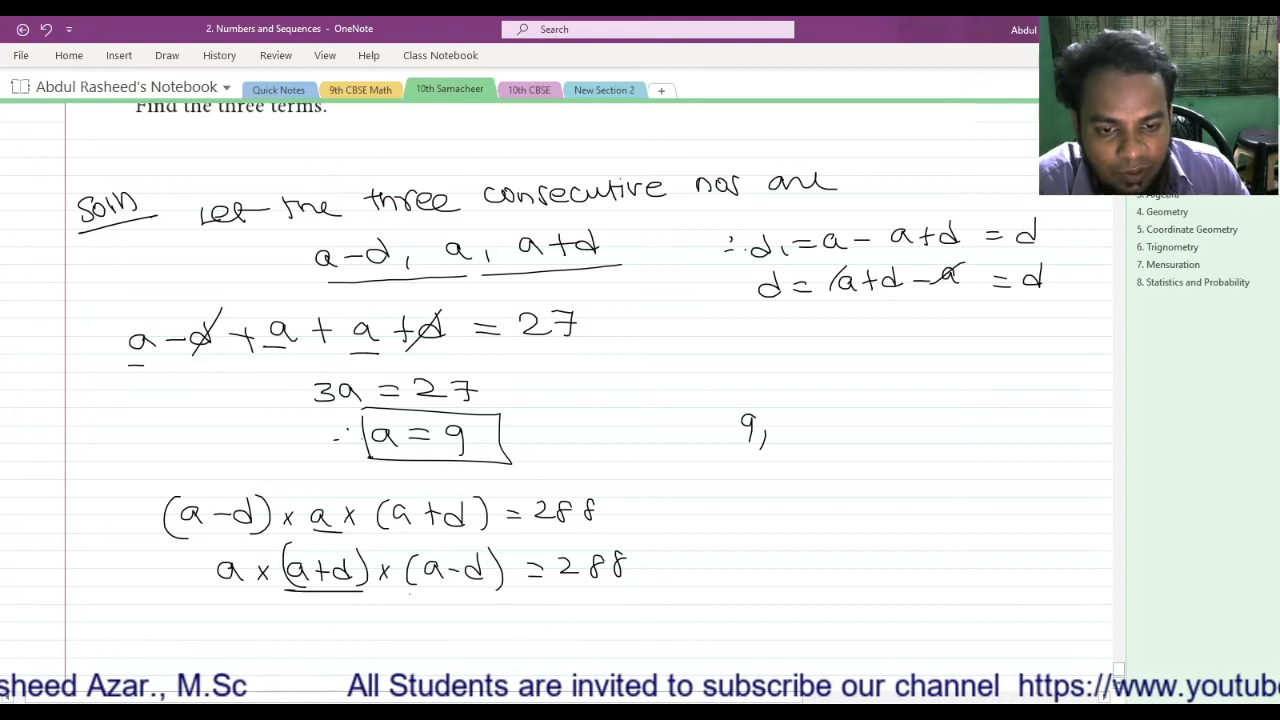 2. Numbers and Sequences - OneNote
Search
Abdul
File Home Insert Draw History Review View Help Class Notebook
Abdul Rasheed's Notebook
Quick Notes
9th CBSE Math
10th Samacheer
10th CBSE
New Section 2
+
Find the three terms.
Soln Let the three consecutive nos are
a-d, a, a+d
∴ d, = a - a+d = d
d = a+d - a = d
a - d + a + a + d = 27
3a = 27
∴ a = 9
9,
(a-d) × a × (a+d) = 288
a × (a+d) × (a-d) = 288
3. Algebra
4. Geometry
5. Coordinate Geometry
6. Trignometry
7. Mensuration
8. Statistics and Probability
sheed Azar., M.Sc All Students are invited to subscribe our channel https://www.youtub